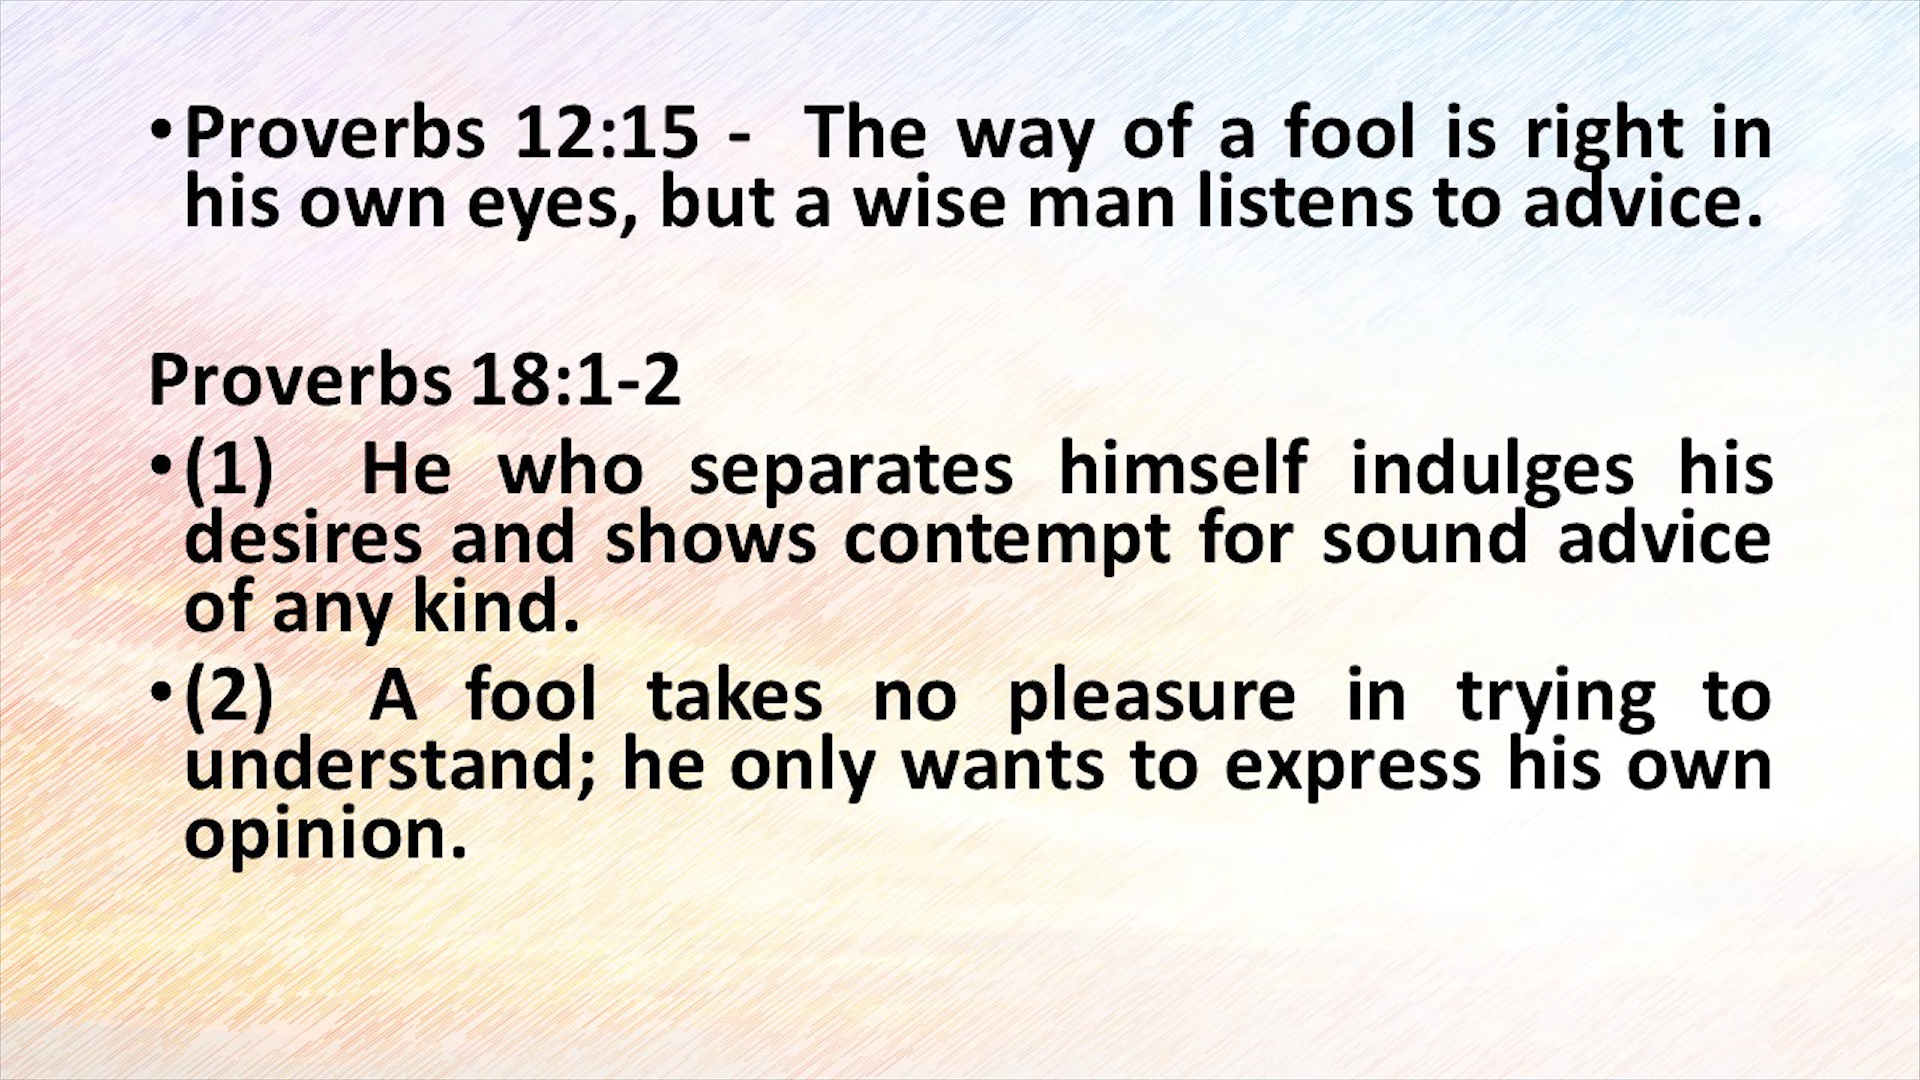 •Proverbs 12:15 - The way of a fool is right in
his own eyes, but a wise man listens to advice.
Proverbs 18:1-2
•(1) He who separates himself indulges his
desires and shows contempt for sound advice
of any kind.
•(2) A fool takes no pleasure in trying to
understand; he only wants to express his own
opinion.